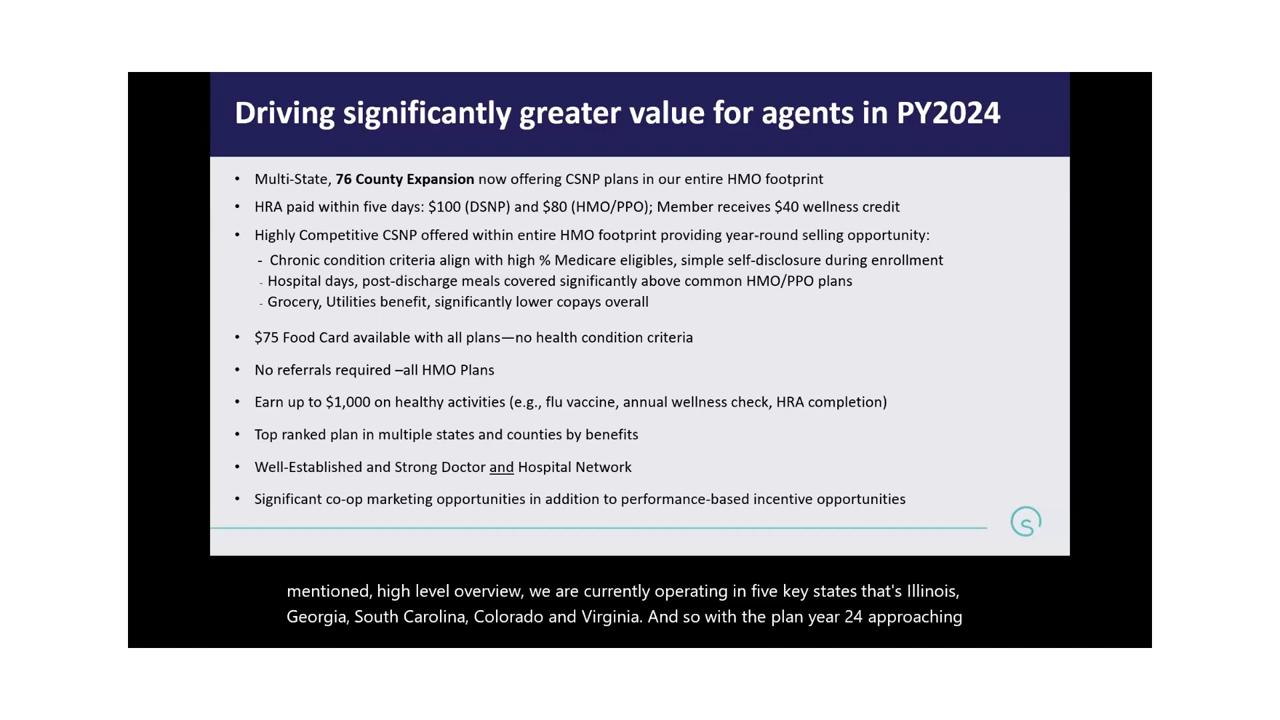 Driving significantly greater value for agents in PY2024
• Multi-State, 76 County Expansion now offering CSNP plans in our entire HMO footprint
• HRA paid within five days: $100 (DSNP) and $80 (HMO/PPO); Member receives $40 wellness credit
• Highly Competitive CSNP offered within entire HMO footprint providing year-round selling opportunity:
- Chronic condition criteria align with high % Medicare eligibles, simple self-disclosure during enrollment
- Hospital days, post-discharge meals covered significantly above common HMO/PPO plans
- Grocery, Utilities benefit, significantly lower copays overall
• $75 Food Card available with all plans—no health condition criteria
• No referrals required –all HMO Plans
• Earn up to $1,000 on healthy activities (e.g., flu vaccine, annual wellness check, HRA completion)
• Top ranked plan in multiple states and counties by benefits
• Well-Established and Strong Doctor and Hospital Network
• Significant co-op marketing opportunities in addition to performance-based incentive opportunities
S
mentioned, high level overview, we are currently operating in five key states that's Illinois,
Georgia, South Carolina, Colorado and Virginia. And so with the plan year 24 approaching